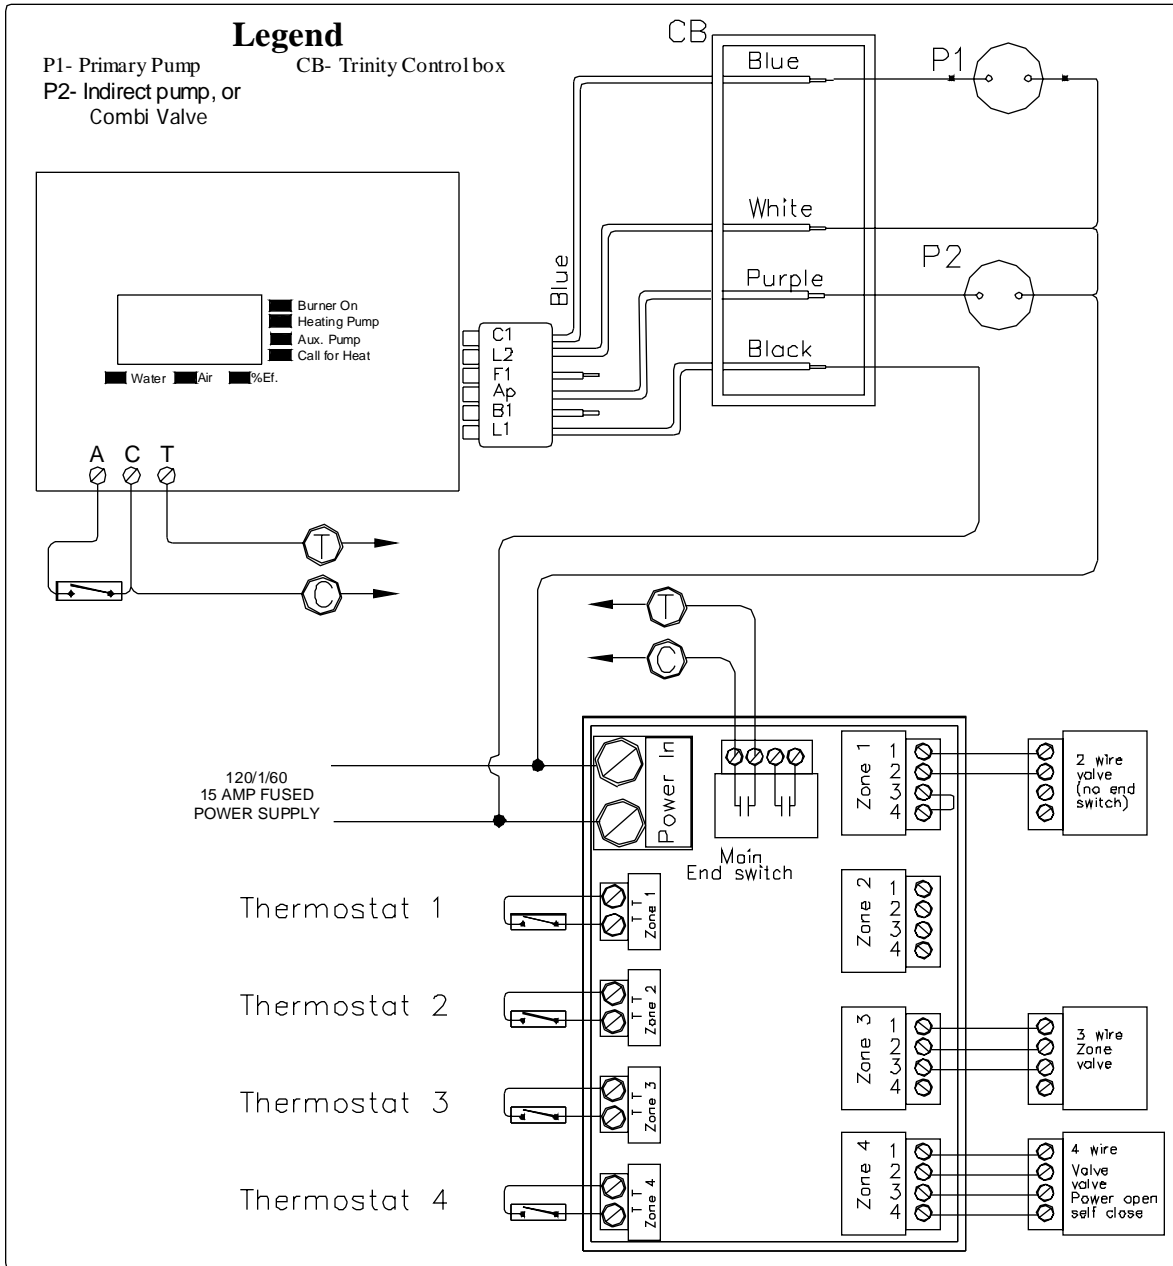 Legend
P1- Primary Pump
CB- Trinity Control box
P2- Indirect pump, or
Combi Valve
CB
Blue
P1
White
Purple
P2
Black
Blue
C1
L2
F1
Ap
B1
L1
Burner On
Heating Pump
Aux. Pump
Call for Heat
Water
Air
%Ef.
A C T
T
C
T
C
120/1/60
15 AMP FUSED
POWER SUPPLY
Power In
Main
End switch
Zone 1
1
2
3
4
2 wire
valve
(no end
switch)
Thermostat 1
T T
Zone 1
Zone 2
1
2
3
4
Thermostat 2
T T
Zone 2
Zone 3
1
2
3
4
3 wire
Zone
valve
Thermostat 3
T T
Zone 3
Zone 4
1
2
3
4
4 wire
Valve
valve
Power open
self close
Thermostat 4
T T
Zone 4